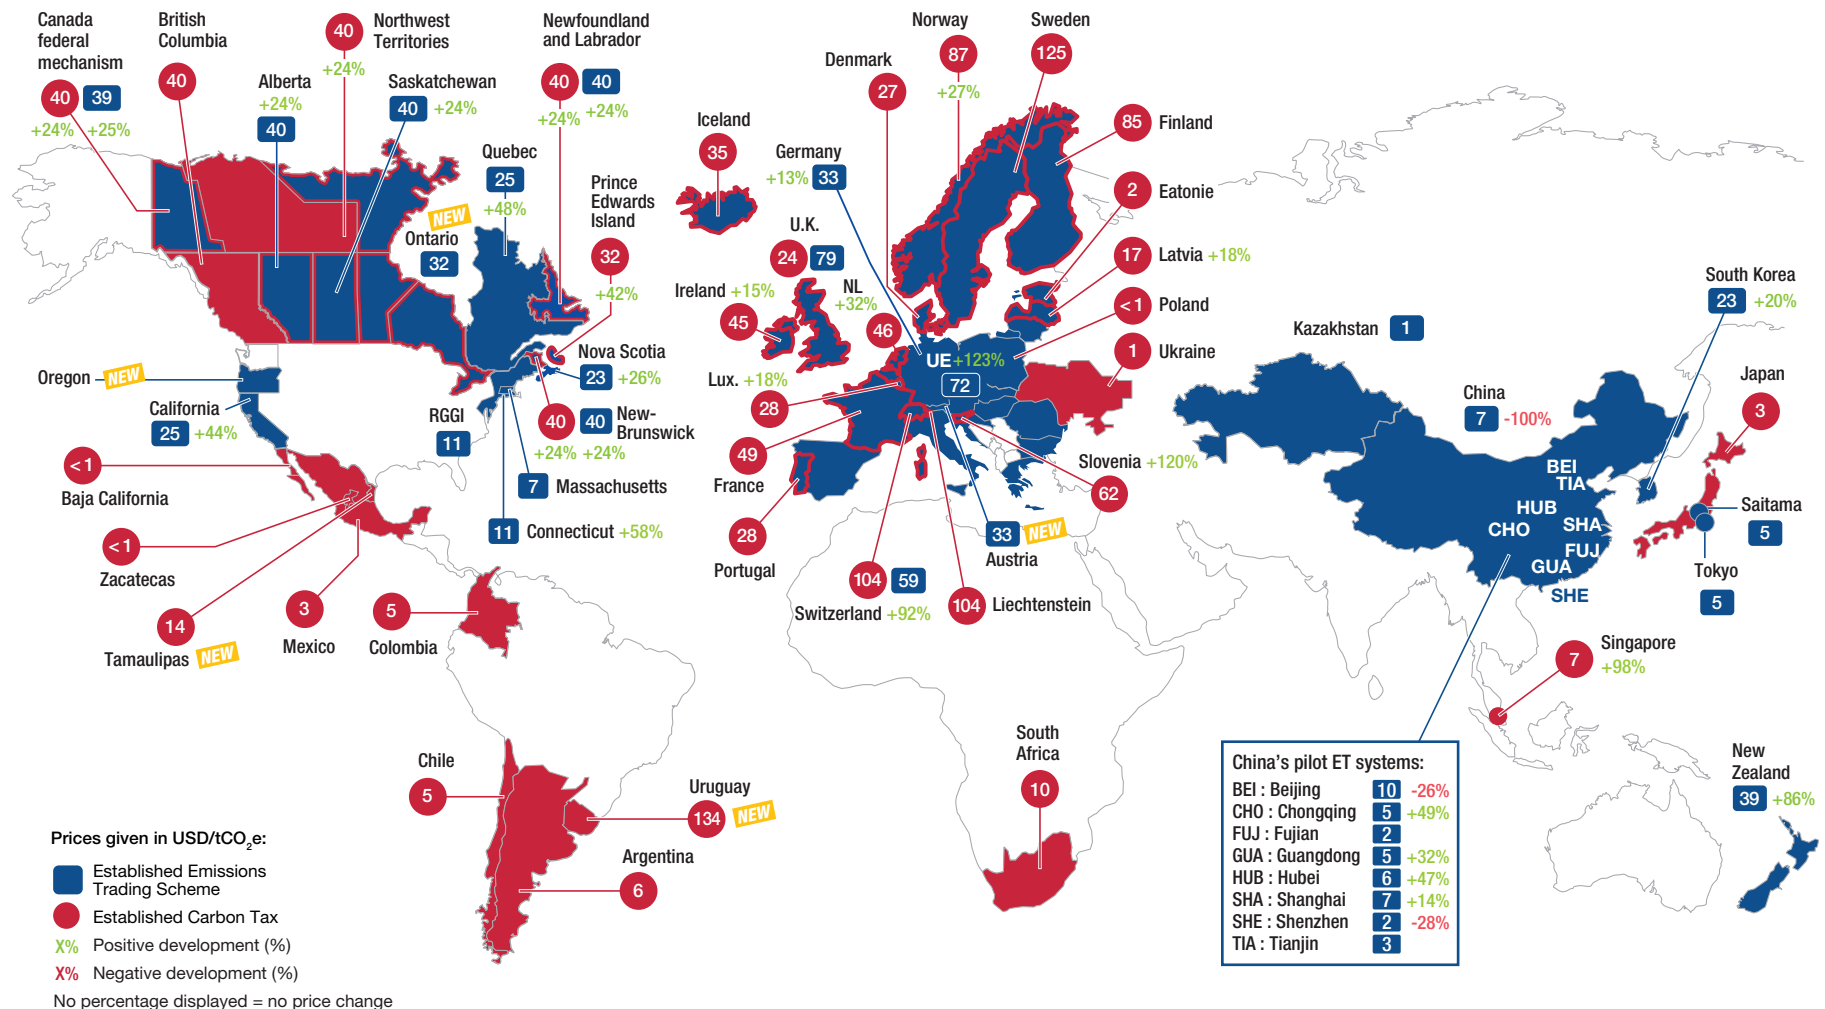 Canada
federal
mechanism
40 39
+24% +25%
British
Columbia
40
Alberta
+24%
40
40
+24%
Northwest
Territories
Saskatchewan
40 +24%
Newfoundland
and Labrador
40 40
+24% +24%
Quebec
25
+48%
NEW
Ontario
32
Prince
Edwards
Island
32
+42%
Nova Scotia
23 +26%
40 40 New-
Brunswick
+24% +24%
Oregon NEW
California
25 +44%
RGGI
11
7 Massachusetts
11 Connecticut +58%
<1
Baja California
<1
Zacatecas
14
Tamaulipas NEW
3
Mexico
5
Colombia
Chile
5
Uruguay
134 NEW
Argentina
6
Iceland
35
Germany
+13% 33
U.K.
24 79
Ireland +15%
45
NL
+32%
46
Lux. +18%
28
49
France
28
Portugal
Denmark
27
Norway
87
+27%
Sweden
125
85 Finland
2 Eatonie
17 Latvia +18%
<1 Poland
1 Ukraine
UE +123%
72
Slovenia +120%
62
33 NEW
Austria
104 59
Switzerland +92%
104 Liechtenstein
South
Africa
10
Kazakhstan 1
China
7 -100%
South Korea
23 +20%
Japan
3
Saitama
5
Tokyo
5
BEI
TIA
HUB
CHO
SHA
FUJ
GUA
SHE
Singapore
7 +98%
New
Zealand
39 +86%
China's pilot ET systems:
BEI : Beijing 10 -26%
CHO : Chongqing 5 +49%
FUJ : Fujian 2
GUA : Guangdong 5 +32%
HUB : Hubei 6 +47%
SHA : Shanghai 7 +14%
SHE : Shenzhen 2 -28%
TIA : Tianjin 3
Prices given in USD/tCO₂e:
Established Emissions
Trading Scheme
Established Carbon Tax
X% Positive development (%)
X% Negative development (%)
No percentage displayed = no price change